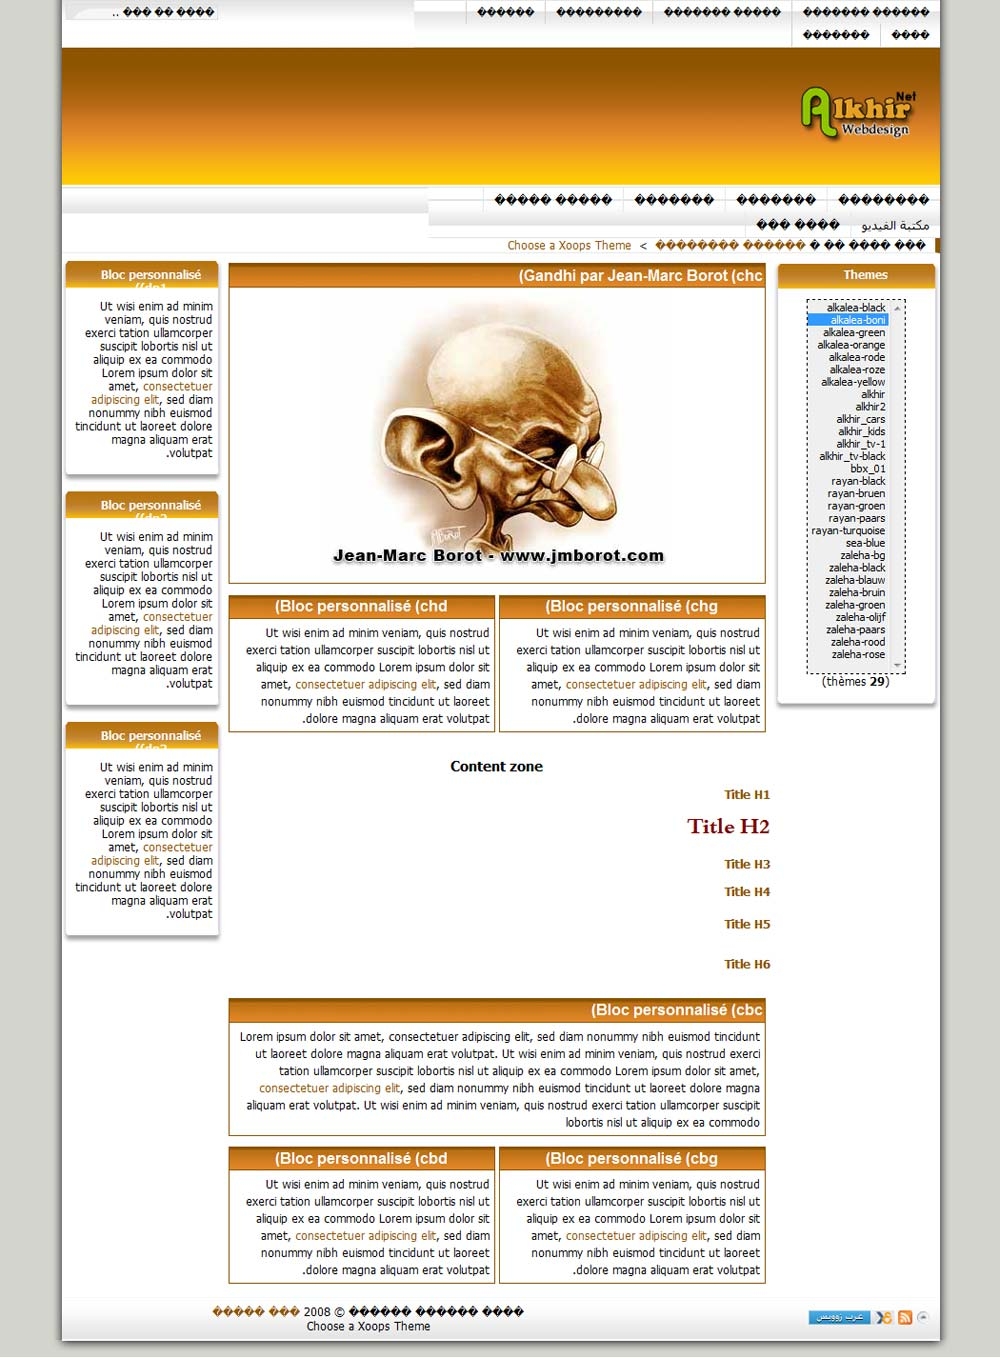 Alkhir Net
Webdesign
مكتبة الفيديو
Choose a Xoops Theme >
Themes
alkalea-black
alkalea-boni
alkalea-green
alkalea-orange
alkalea-rode
alkalea-roze
alkalea-yellow
alkhir
alkhir2
alkhir_cars
alkhir_kids
alkhir_tv-1
alkhir_tv-black
bbx_01
rayan-black
rayan-bruen
rayan-groen
rayan-paars
rayan-turquoise
sea-blue
zaleha-bg
zaleha-black
zaleha-blauw
zaleha-bruin
zaleha-groen
zaleha-olijf
zaleha-paars
zaleha-rood
zaleha-rose
(thèmes 29)
(Gandhi par Jean-Marc Borot (chc
Jean-Marc Borot - www.jmborot.com
(Bloc personnalisé (chg
Ut wisi enim ad minim veniam, quis nostrud
exerci tation ullamcorper suscipit lobortis nisl ut
aliquip ex ea commodo Lorem ipsum dolor sit
amet, consectetuer adipiscing elit, sed diam
nonummy nibh euismod tincidunt ut laoreet
.dolore magna aliquam erat volutpat
(Bloc personnalisé (chd
Ut wisi enim ad minim veniam, quis nostrud
exerci tation ullamcorper suscipit lobortis nisl ut
aliquip ex ea commodo Lorem ipsum dolor sit
amet, consectetuer adipiscing elit, sed diam
nonummy nibh euismod tincidunt ut laoreet
.dolore magna aliquam erat volutpat
Content zone
Title H1
Title H2
Title H3
Title H4
Title H5
Title H6
(Bloc personnalisé (cbc
Lorem ipsum dolor sit amet, consectetuer adipiscing elit, sed diam nonummy nibh euismod tincidunt
ut laoreet dolore magna aliquam erat volutpat. Ut wisi enim ad minim veniam, quis nostrud exerci
tation ullamcorper suscipit lobortis nisl ut aliquip ex ea commodo Lorem ipsum dolor sit amet,
consectetuer adipiscing elit, sed diam nonummy nibh euismod tincidunt ut laoreet dolore magna
aliquam erat volutpat. Ut wisi enim ad minim veniam, quis nostrud exerci tation ullamcorper suscipit
lobortis nisl ut aliquip ex ea commodo
(Bloc personnalisé (cbg
Ut wisi enim ad minim veniam, quis nostrud
exerci tation ullamcorper suscipit lobortis nisl ut
aliquip ex ea commodo Lorem ipsum dolor sit
amet, consectetuer adipiscing elit, sed diam
nonummy nibh euismod tincidunt ut laoreet
.dolore magna aliquam erat volutpat
(Bloc personnalisé (cbd
Ut wisi enim ad minim veniam, quis nostrud
exerci tation ullamcorper suscipit lobortis nisl ut
aliquip ex ea commodo Lorem ipsum dolor sit
amet, consectetuer adipiscing elit, sed diam
nonummy nibh euismod tincidunt ut laoreet
.dolore magna aliquam erat volutpat
Bloc personnalisé
Ut wisi enim ad minim
veniam, quis nostrud
exerci tation ullamcorper
suscipit lobortis nisl ut
aliquip ex ea commodo
Lorem ipsum dolor sit
amet, consectetuer
adipiscing elit, sed diam
nonummy nibh euismod
tincidunt ut laoreet dolore
magna aliquam erat
.volutpat
Bloc personnalisé
Ut wisi enim ad minim
veniam, quis nostrud
exerci tation ullamcorper
suscipit lobortis nisl ut
aliquip ex ea commodo
Lorem ipsum dolor sit
amet, consectetuer
adipiscing elit, sed diam
nonummy nibh euismod
tincidunt ut laoreet dolore
magna aliquam erat
.volutpat
Bloc personnalisé
Ut wisi enim ad minim
veniam, quis nostrud
exerci tation ullamcorper
suscipit lobortis nisl ut
aliquip ex ea commodo
Lorem ipsum dolor sit
amet, consectetuer
adipiscing elit, sed diam
nonummy nibh euismod
tincidunt ut laoreet dolore
magna aliquam erat
.volutpat
2008 ©
Choose a Xoops Theme
عرب زووبس